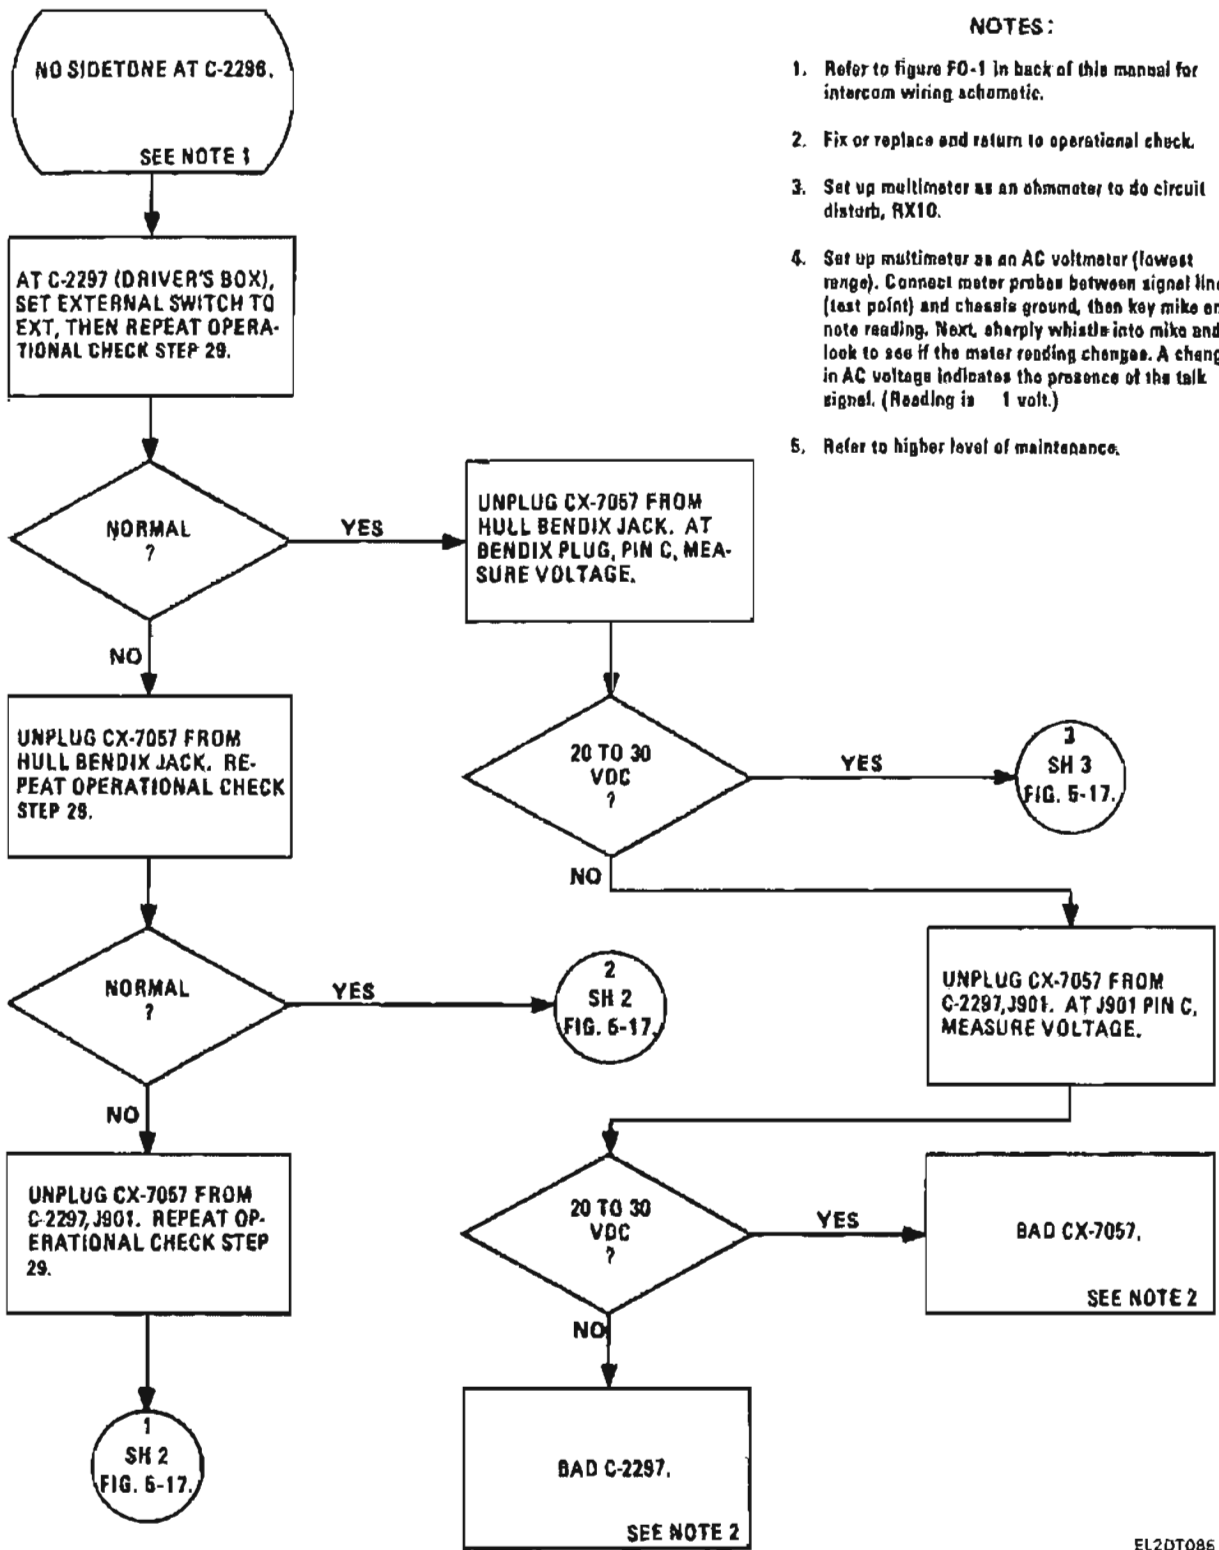 NO SIDETONE AT C-2296.
SEE NOTE 1
NOTES:
1. Refer to figure FO-1 in back of this manual for
intercom wiring schematic.
2. Fix or replace and return to operational check.
3. Set up multimeter as an ohmmeter to do circuit
disturb, RX10.
4. Set up multimeter as an AC voltmeter (lowest
range). Connect meter probes between signal line
(test point) and chassis ground, then key mike an
note reading. Next, sharply whistle into mike and
look to see if the meter reading changes. A chang
in AC voltage indicates the presence of the talk
signal. (Reading is 1 volt.)
5. Refer to higher level of maintenance.
AT C-2297 (DRIVER'S BOX),
SET EXTERNAL SWITCH TO
EXT, THEN REPEAT OPERA-
TIONAL CHECK STEP 29.
NORMAL
?
YES
NO
UNPLUG CX-7057 FROM
HULL BENDIX JACK. AT
BENDIX PLUG, PIN C, MEA-
SURE VOLTAGE.
UNPLUG CX-7057 FROM
HULL BENDIX JACK. RE-
PEAT OPERATIONAL CHECK
STEP 29.
20 TO 30
VDC
?
YES
NO
3
SH 3
FIG. 5-17.
NORMAL
?
YES
NO
2
SH 2
FIG. 5-17.
UNPLUG CX-7057 FROM
C-2297, J901. AT J901 PIN C,
MEASURE VOLTAGE.
UNPLUG CX-7057 FROM
C-2297, J901. REPEAT OP-
ERATIONAL CHECK STEP
29.
20 TO 30
VDC
?
YES
NO
BAD CX-7057.
SEE NOTE 2
1
SH 2
FIG. 5-17.
BAD C-2297.
SEE NOTE 2
EL2DT086